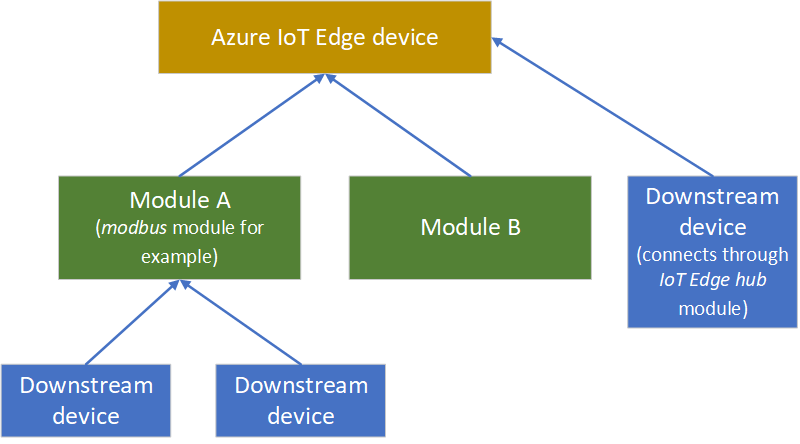 Azure IoT Edge device
Module A
(modbus module for
example)
Module B
Downstream
device
(connects through
IoT Edge hub
module)
Downstream
device
Downstream
device